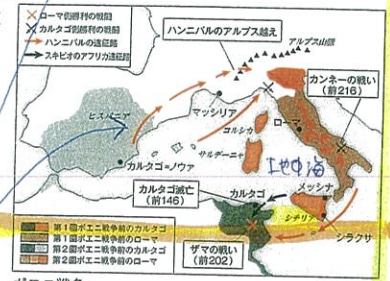 ローマ側勝利の戦闘
カルタゴ側勝利の戦闘
ハンニバルの遠征路
スキピオのアフリカ遠征路
ハンニバルのアルプス越え
アルプス山脈
カンネーの戦い
(前216)
ヒスパニア
マッシリア
コルシカ
ローマ
サルデーニャ
地中海
カルタゴ=ノウァ
カルタゴ滅亡
(前146)
カルタゴ
メッシナ
シチリア
シラクサ
第1回ポエニ戦争前のカルタゴ
第1回ポエニ戦争前のローマ
第2回ポエニ戦争前のカルタゴ
第2回ポエニ戦争前のローマ
ザマの戦い
(前202)